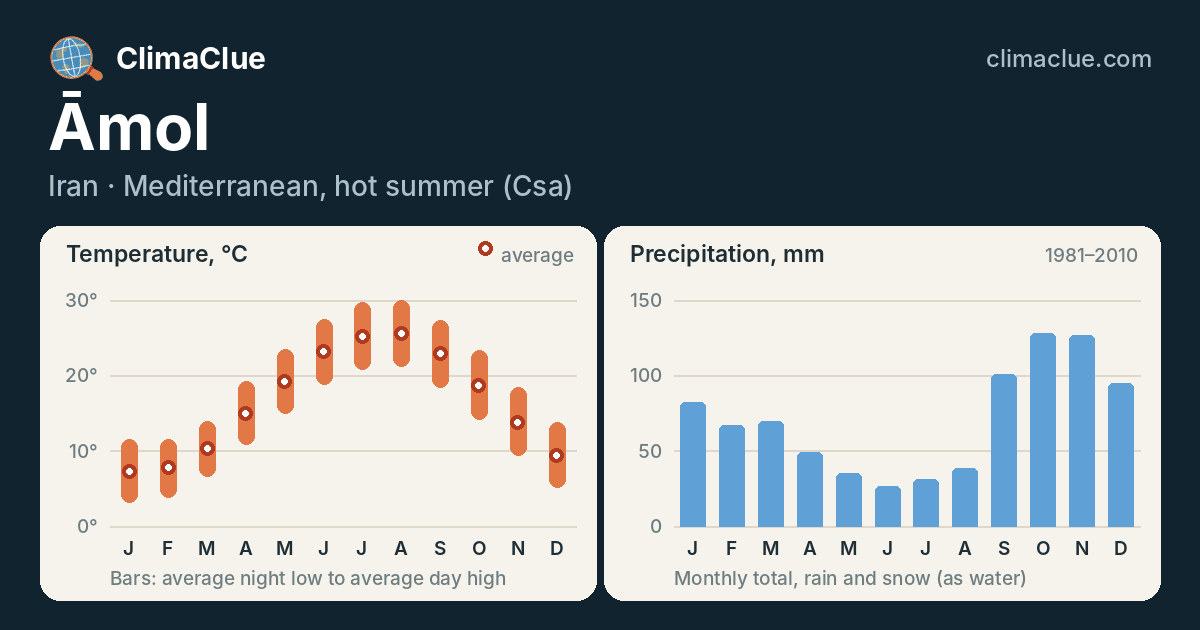 ClimaClue
climaclue.com
Āmol
Iran · Mediterranean, hot summer (Csa)
Temperature, °C
average
30°
20°
10°
0°
J F M A M J J A S O N D
Bars: average night low to average day high
Precipitation, mm
1981–2010
150
100
50
0
J F M A M J J A S O N D
Monthly total, rain and snow (as water)